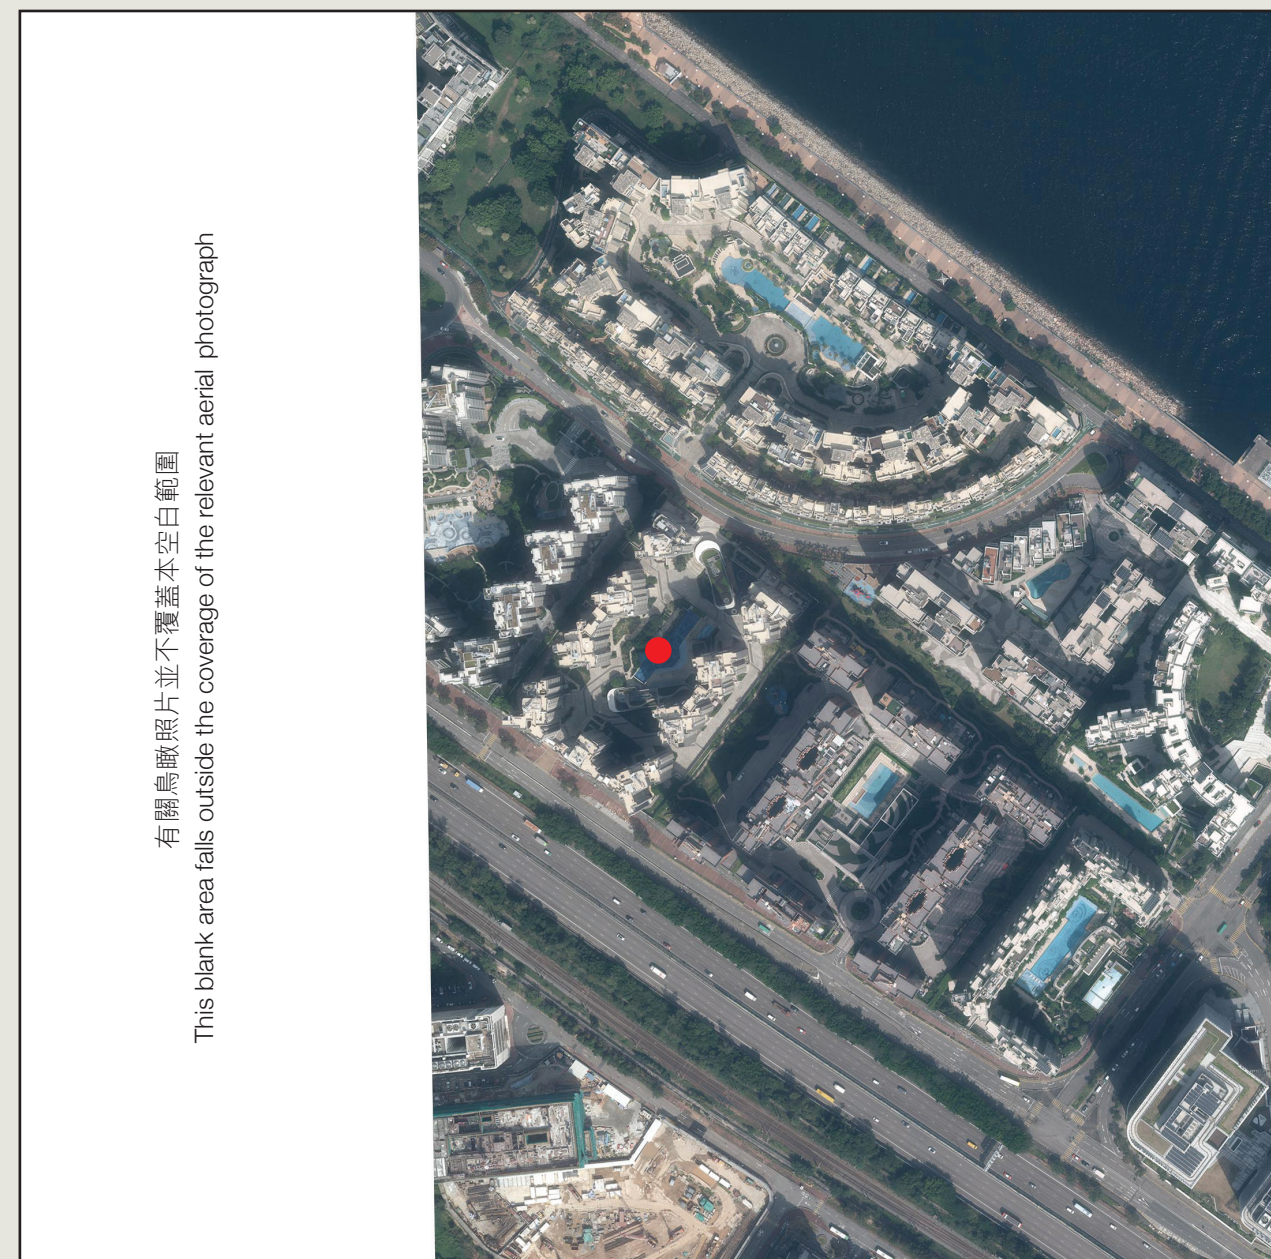 有關鳥瞰照片並不覆蓋本空白範圍
This blank area falls outside the coverage of the relevant aerial photograph